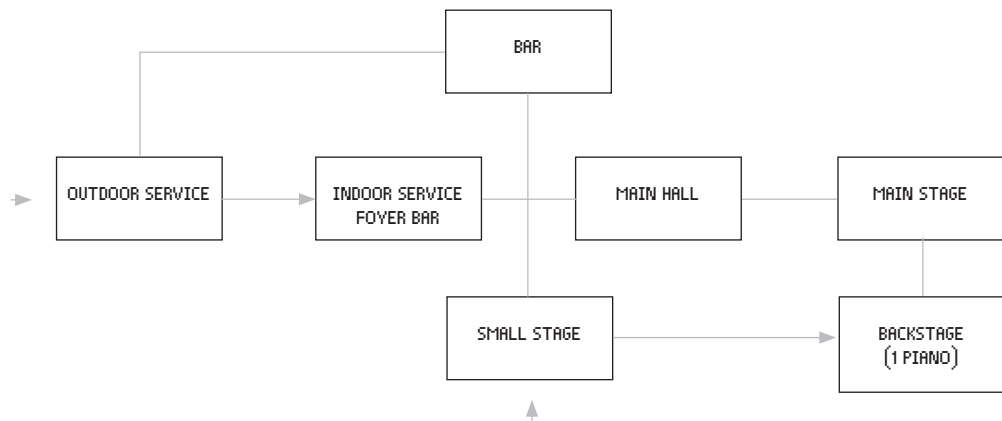 BAR
OUTDOOR SERVICE
INDOOR SERVICE
FOYER BAR
MAIN HALL
MAIN STAGE
SMALL STAGE
BACKSTAGE
(1 PIANO)